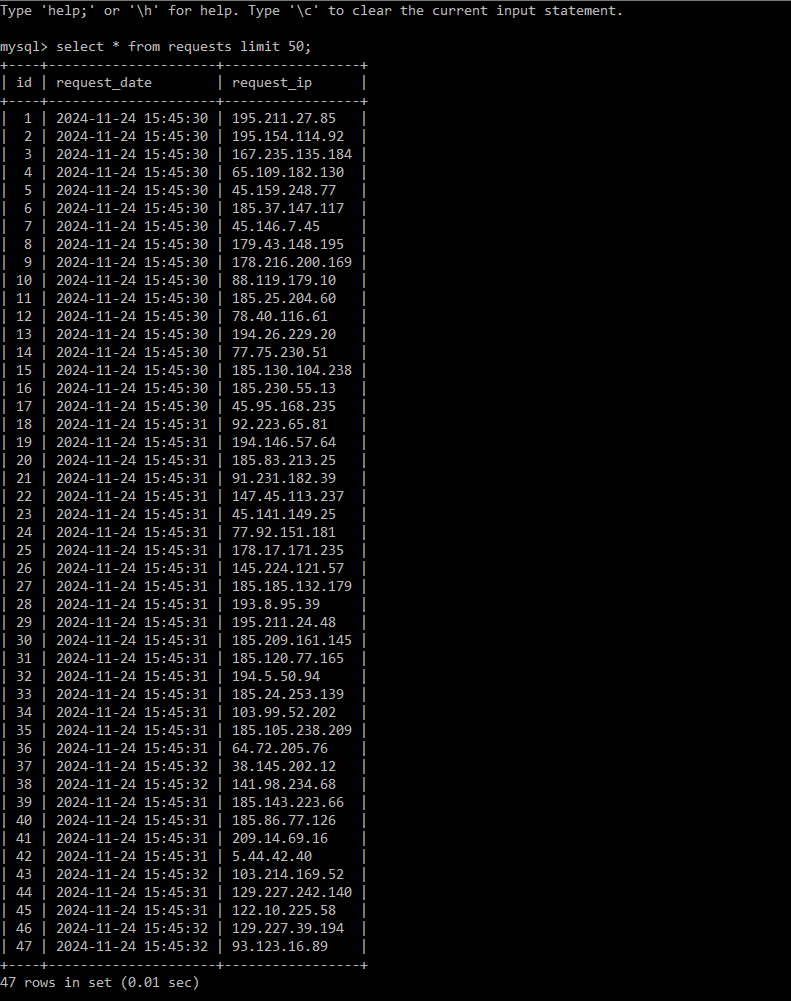 Type 'help;' or '\h' for help. Type '\c' to clear the current input statement.
mysql> select * from requests limit 50;
+----+---------------------+-----------------+
| id | request_date        | request_ip      |
+----+---------------------+-----------------+
|  1 | 2024-11-24 15:45:30 | 195.211.27.85   |
|  2 | 2024-11-24 15:45:30 | 195.154.114.92  |
|  3 | 2024-11-24 15:45:30 | 167.235.135.184 |
|  4 | 2024-11-24 15:45:30 | 65.109.182.130  |
|  5 | 2024-11-24 15:45:30 | 45.159.248.77   |
|  6 | 2024-11-24 15:45:30 | 185.37.147.117  |
|  7 | 2024-11-24 15:45:30 | 45.146.7.45     |
|  8 | 2024-11-24 15:45:30 | 179.43.148.195  |
|  9 | 2024-11-24 15:45:30 | 178.216.200.169 |
| 10 | 2024-11-24 15:45:30 | 88.119.179.10   |
| 11 | 2024-11-24 15:45:30 | 185.25.204.60   |
| 12 | 2024-11-24 15:45:30 | 78.40.116.61    |
| 13 | 2024-11-24 15:45:30 | 194.26.229.20   |
| 14 | 2024-11-24 15:45:30 | 77.75.230.51    |
| 15 | 2024-11-24 15:45:30 | 185.130.104.238 |
| 16 | 2024-11-24 15:45:30 | 185.230.55.13   |
| 17 | 2024-11-24 15:45:30 | 45.95.168.235   |
| 18 | 2024-11-24 15:45:31 | 92.223.65.81    |
| 19 | 2024-11-24 15:45:31 | 194.146.57.64   |
| 20 | 2024-11-24 15:45:31 | 185.83.213.25   |
| 21 | 2024-11-24 15:45:31 | 91.231.182.39   |
| 22 | 2024-11-24 15:45:31 | 147.45.113.237  |
| 23 | 2024-11-24 15:45:31 | 45.141.149.25   |
| 24 | 2024-11-24 15:45:31 | 77.92.151.181   |
| 25 | 2024-11-24 15:45:31 | 178.17.171.235  |
| 26 | 2024-11-24 15:45:31 | 145.224.121.57  |
| 27 | 2024-11-24 15:45:31 | 185.185.132.179 |
| 28 | 2024-11-24 15:45:31 | 193.8.95.39     |
| 29 | 2024-11-24 15:45:31 | 195.211.24.48   |
| 30 | 2024-11-24 15:45:31 | 185.209.161.145 |
| 31 | 2024-11-24 15:45:31 | 185.120.77.165  |
| 32 | 2024-11-24 15:45:31 | 194.5.50.94     |
| 33 | 2024-11-24 15:45:31 | 185.24.253.139  |
| 34 | 2024-11-24 15:45:31 | 103.99.52.202   |
| 35 | 2024-11-24 15:45:31 | 185.105.238.209 |
| 36 | 2024-11-24 15:45:31 | 64.72.205.76    |
| 37 | 2024-11-24 15:45:32 | 38.145.202.12   |
| 38 | 2024-11-24 15:45:32 | 141.98.234.68   |
| 39 | 2024-11-24 15:45:31 | 185.143.223.66  |
| 40 | 2024-11-24 15:45:31 | 185.86.77.126   |
| 41 | 2024-11-24 15:45:31 | 209.14.69.16    |
| 42 | 2024-11-24 15:45:31 | 5.44.42.40      |
| 43 | 2024-11-24 15:45:32 | 103.214.169.52  |
| 44 | 2024-11-24 15:45:31 | 129.227.242.140 |
| 45 | 2024-11-24 15:45:31 | 122.10.225.58   |
| 46 | 2024-11-24 15:45:32 | 129.227.39.194  |
| 47 | 2024-11-24 15:45:32 | 93.123.16.89    |
+----+---------------------+-----------------+
47 rows in set (0.01 sec)